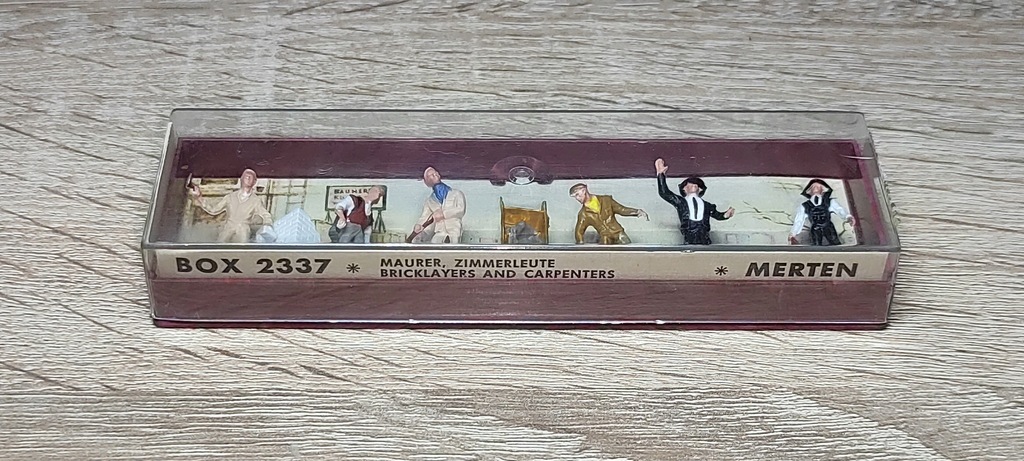 BOX 2337 * MAURER, ZIMMERLEUTE * MERTEN
BRICKLAYERS AND CARPENTERS